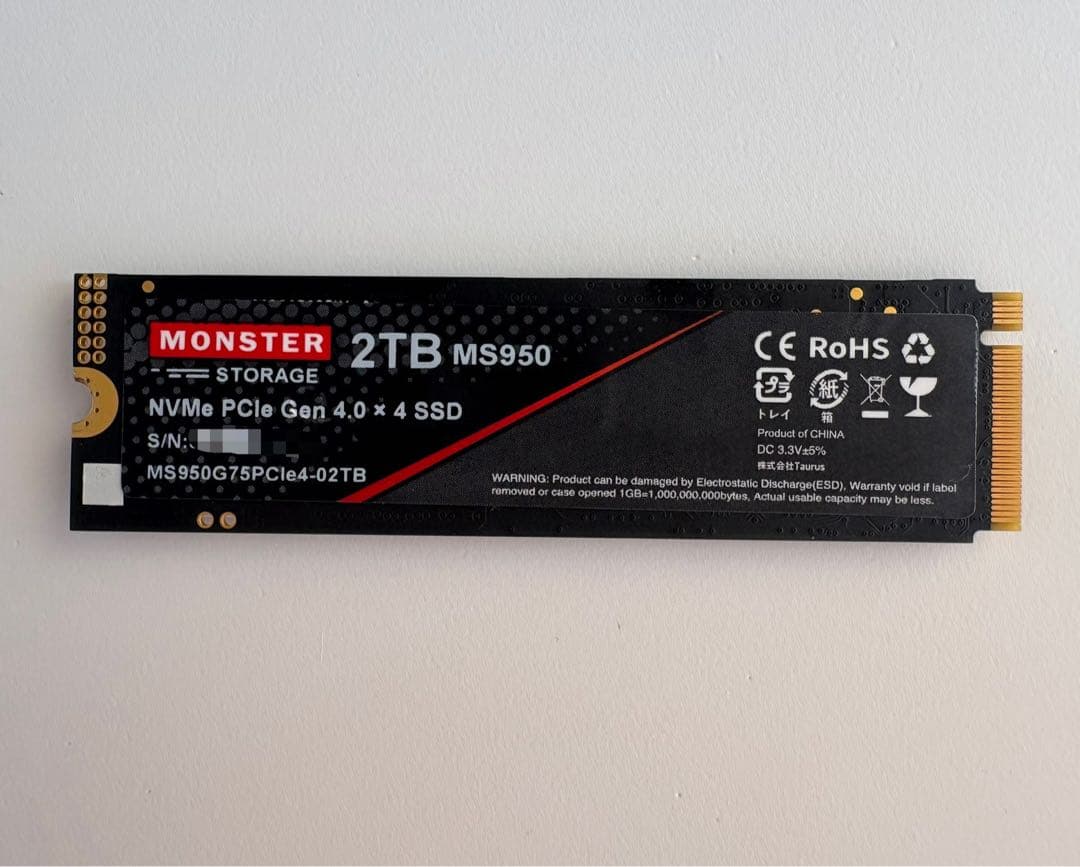 MONSTER
STORAGE
2TB MS950
NVMe PCIe Gen 4.0 × 4 SSD
S/N:
MS950G75PCIe4-02TB
CE RoHS
プラ
トレイ
紙
箱
Product of CHINA
DC 3.3V±5%
株式会社Taurus
WARNING: Product can be damaged by Electrostatic Discharge(ESD), Warranty void if label
removed or case opened 1GB=1,000,000,000bytes, Actual usable capacity may be less.